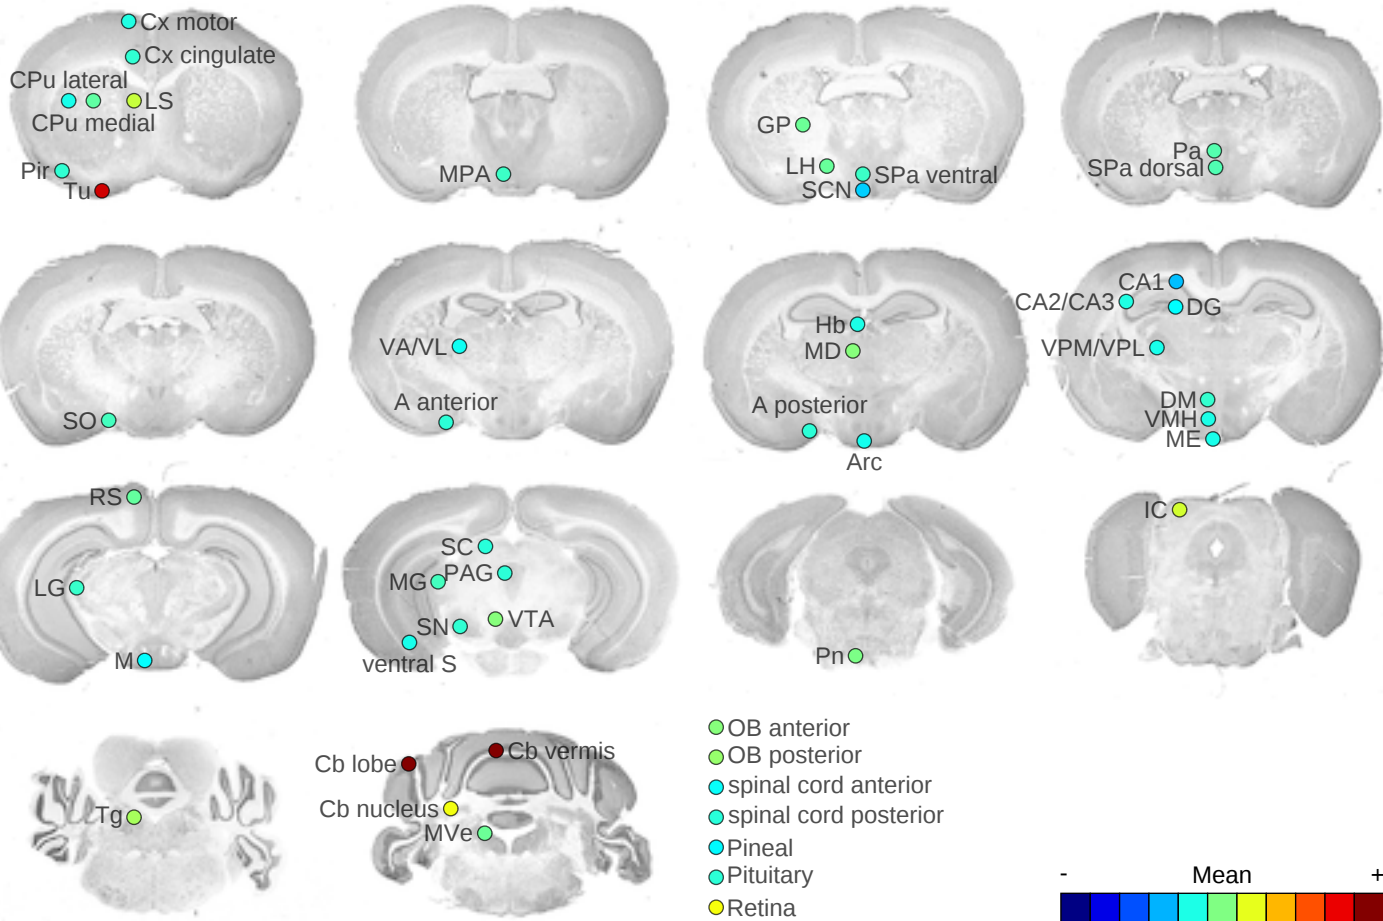 Cx motor
Cx cingulate
CPu lateral
LS
CPu medial
Pir
Tu
MPA
GP
LH
SPa ventral
SCN
Pa
SPa dorsal
SO
VA/VL
A anterior
Hb
MD
A posterior
Arc
CA1
CA2/CA3
DG
VPM/VPL
DM
VMH
ME
RS
LG
M
SC
PAG
MG
VTA
SN
ventral S
Pn
IC
Tg
Cb lobe
Cb vermis
Cb nucleus
MVe
OB anterior
OB posterior
spinal cord anterior
spinal cord posterior
Pineal
Pituitary
Retina
- Mean +